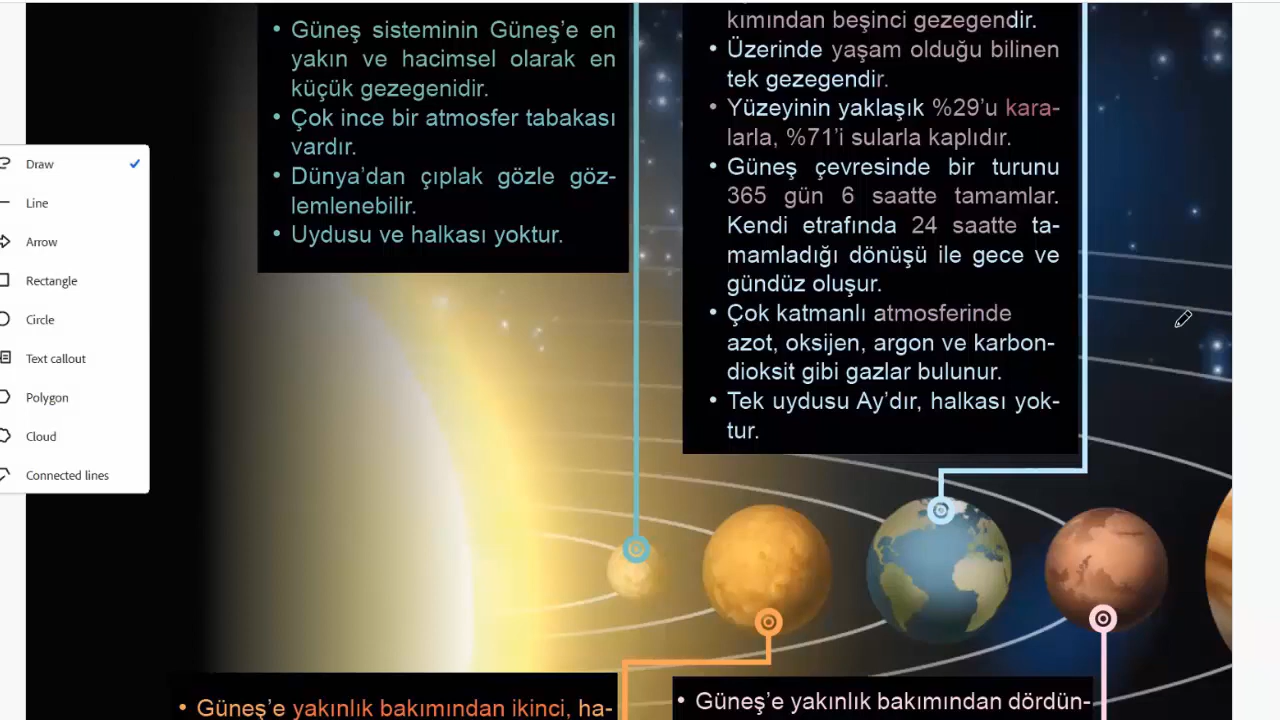 Draw
Line
Arrow
Rectangle
Circle
Text callout
Polygon
Cloud
Connected lines
• Güneş sisteminin Güneş'e en
yakın ve hacimsel olarak en
küçük gezegenidir.
• Çok ince bir atmosfer tabakası
vardır.
• Dünya'dan çıplak gözle göz-
lemlenebilir.
• Uydusu ve halkası yoktur.
kımından beşinci gezegendir.
• Üzerinde yaşam olduğu bilinen
tek gezegendir.
• Yüzeyinin yaklaşık %29'u kara-
larla, %71'i sularla kaplıdır.
• Güneş çevresinde bir turunu
365 gün 6 saatte tamamlar.
Kendi etrafında 24 saatte ta-
mamladığı dönüşü ile gece ve
gündüz oluşur.
• Çok katmanlı atmosferinde
azot, oksijen, argon ve karbon-
dioksit gibi gazlar bulunur.
• Tek uydusu Ay'dır, halkası yok-
tur.
• Güneş'e yakınlık bakımından ikinci, ha-
• Güneş'e yakınlık bakımından dördün-